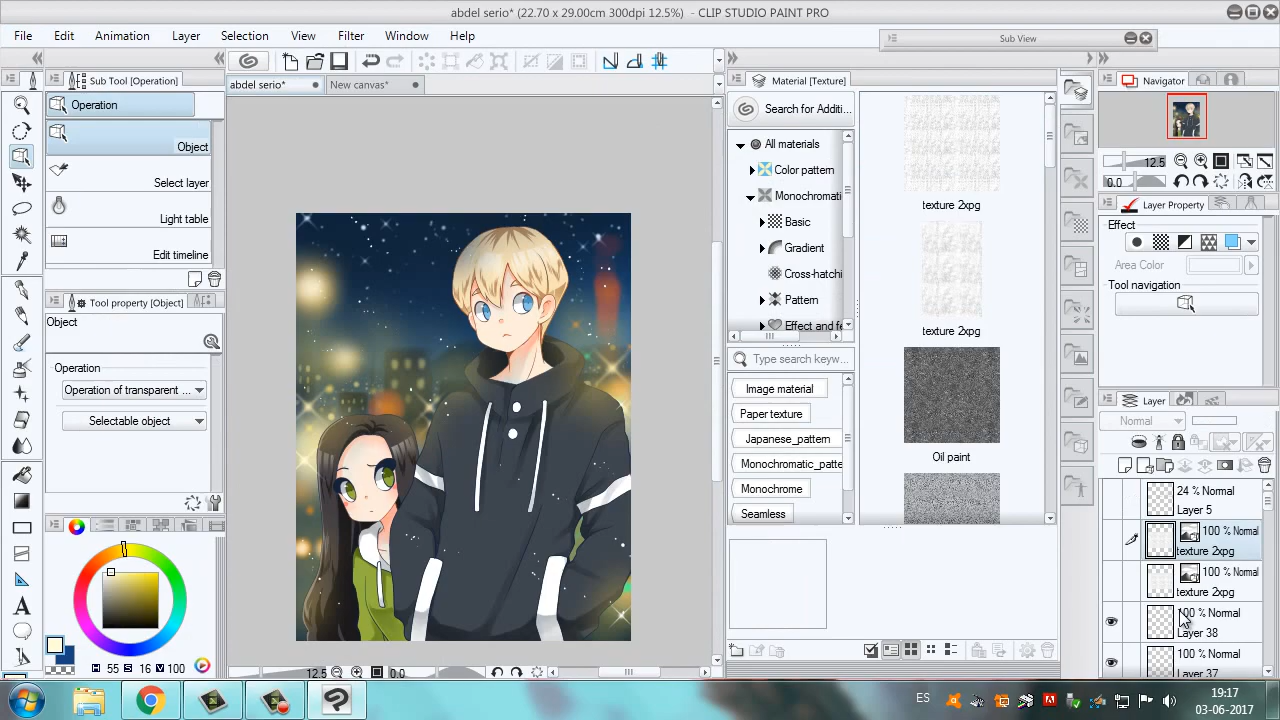 abdel serio* (22.70 x 29.00cm 300dpi 12.5%) - CLIP STUDIO PAINT PRO
File Edit Animation Layer Selection View Filter Window Help
Sub View
Sub Tool [Operation]
abdel serio*
New canvas*
Material [Texture]
Navigator
Operation
Search for Additi...
Object
All materials
Color pattern
12.5
Select layer
0.0
Monochromati
texture 2xpg
Layer Property
Light table
Basic
Effect
Edit timeline
Gradient
Area Color
Cross-hatchi
Tool navigation
Tool property [Object]
Pattern
Object
Effect and fe
texture 2xpg
Operation
Type search keyw...
Operation of transparent ...
Image material
Layer
Selectable object
Paper texture
Normal
Japanese_pattern
Oil paint
Monochromatic_patte
Monochrome
24 % Normal
Layer 5
Seamless
100 % Normal
texture 2xpg
100 % Normal
texture 2xpg
100 % Normal
Layer 38
100 % Normal
Layer 37
H 55 S 16 V 100
12.5
0.0
ES
19:17
03-06-2017